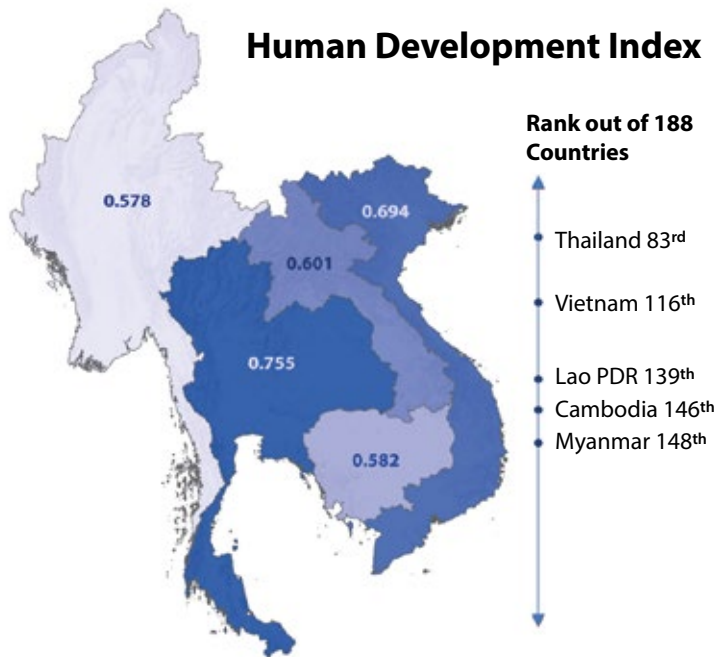 Human Development Index
Rank out of 188
Countries
0.578
0.694
Thailand 83rd
0.601
Vietnam 116th
0.755
Lao PDR 139th
Cambodia 146th
Myanmar 148th
0.582